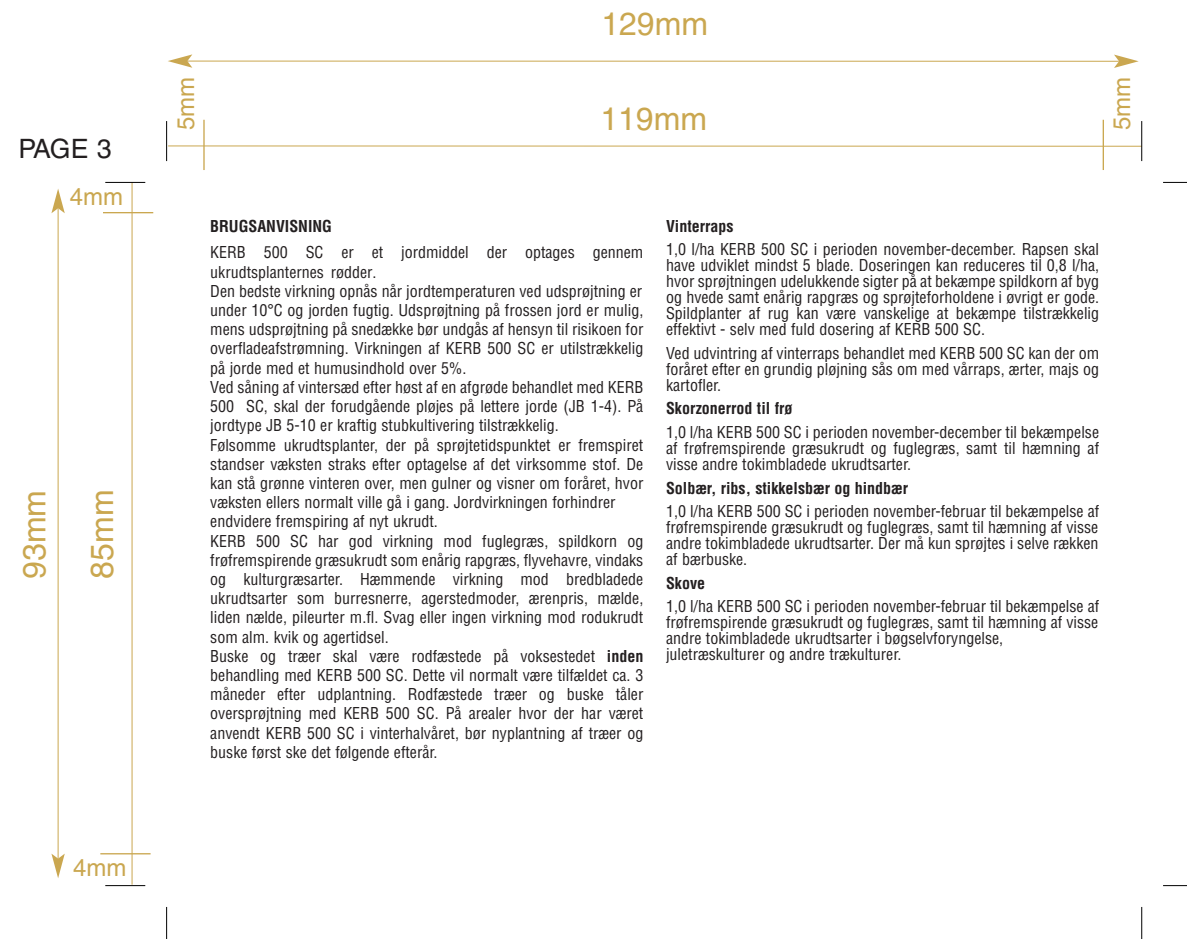 129mm
5mm
119mm
5mm
PAGE 3
4mm
93mm
85mm
4mm
BRUGSANVISNING
KERB 500 SC er et jordmiddel der optages gennem
ukrudtsplanternes rødder.
Den bedste virkning opnås når jordtemperaturen ved udsprøjtning er
under 10°C og jorden fugtig. Udsprøjtning på frossen jord er mulig,
mens udsprøjtning på snedække bør undgås af hensyn til risikoen for
overfladeafstrømning. Virkningen af KERB 500 SC er utilstrækkelig
på jorde med et humusindhold over 5%.
Ved såning af vintersæd efter høst af en afgrøde behandlet med KERB
500 SC, skal der forudgående pløjes på lettere jorde (JB 1-4). På
jordtype JB 5-10 er kraftig stubkultivering tilstrækkelig.
Følsomme ukrudtsplanter, der på sprøjtetidspunktet er fremspiret
standser væksten straks efter optagelse af det virksomme stof. De
kan stå grønne vinteren over, men gulner og visner om foråret, hvor
væksten ellers normalt ville gå i gang. Jordvirkningen forhindrer
endvidere fremspiring af nyt ukrudt.
KERB 500 SC har god virkning mod fuglegræs, spildkorn og
frøfremspirende græsukrudt som enårig rapgræs, flyvehavre, vindaks
og kulturgræsarter. Hæmmende virkning mod bredbladede
ukrudtsarter som burresnerre, agerstedmoder, ærenpris, mælde,
liden nælde, pileurter m.fl. Svag eller ingen virkning mod rodukrudt
som alm. kvik og agertidsel.
Buske og træer skal være rodfæstede på voksestedet inden
behandling med KERB 500 SC. Dette vil normalt være tilfældet ca. 3
måneder efter udplantning. Rodfæstede træer og buske tåler
oversprøjtning med KERB 500 SC. På arealer hvor der har været
anvendt KERB 500 SC i vinterhalvåret, bør nyplantning af træer og
buske først ske det følgende efterår.
Vinterraps
1,0 l/ha KERB 500 SC i perioden november-december. Rapsen skal
have udviklet mindst 5 blade. Doseringen kan reduceres til 0,8 l/ha,
hvor sprøjtningen udelukkende sigter på at bekæmpe spildkorn af byg
og hvede samt enårig rapgræs og sprøjteforholdene i øvrigt er gode.
Spildplanter af rug kan være vanskelige at bekæmpe tilstrækkelig
effektivt - selv med fuld dosering af KERB 500 SC.
Ved udvintring af vinterraps behandlet med KERB 500 SC kan der om
foråret efter en grundig pløjning sås om med vårraps, ærter, majs og
kartofler.
Skorzonerrod til frø
1,0 l/ha KERB 500 SC i perioden november-december til bekæmpelse
af frøfremspirende græsukrudt og fuglegræs, samt til hæmning af
visse andre tokimbladede ukrudtsarter.
Solbær, ribs, stikkelsbær og hindbær
1,0 l/ha KERB 500 SC i perioden november-februar til bekæmpelse af
frøfremspirende græsukrudt og fuglegræs, samt til hæmning af visse
andre tokimbladede ukrudtsarter. Der må kun sprøjtes i selve rækken
af bærbuske.
Skove
1,0 l/ha KERB 500 SC i perioden november-februar til bekæmpelse af
frøfremspirende græsukrudt og fuglegræs, samt til hæmning af visse
andre tokimbladede ukrudtsarter i bøgselvforyngelse,
juletræskulturer og andre trækulturer.